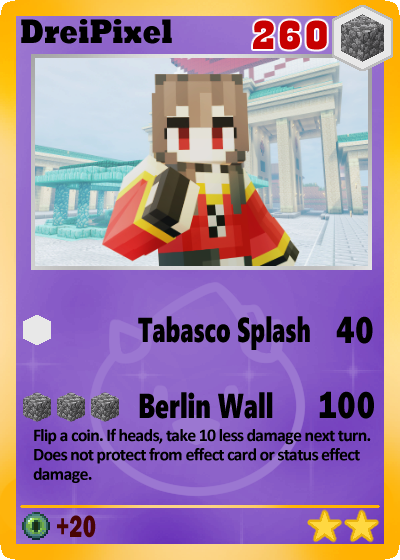 DreiPixel 260
Tabasco Splash 40
Berlin Wall 100
Flip a coin. If heads, take 10 less damage next turn.
Does not protect from effect card or status effect
damage.
+20